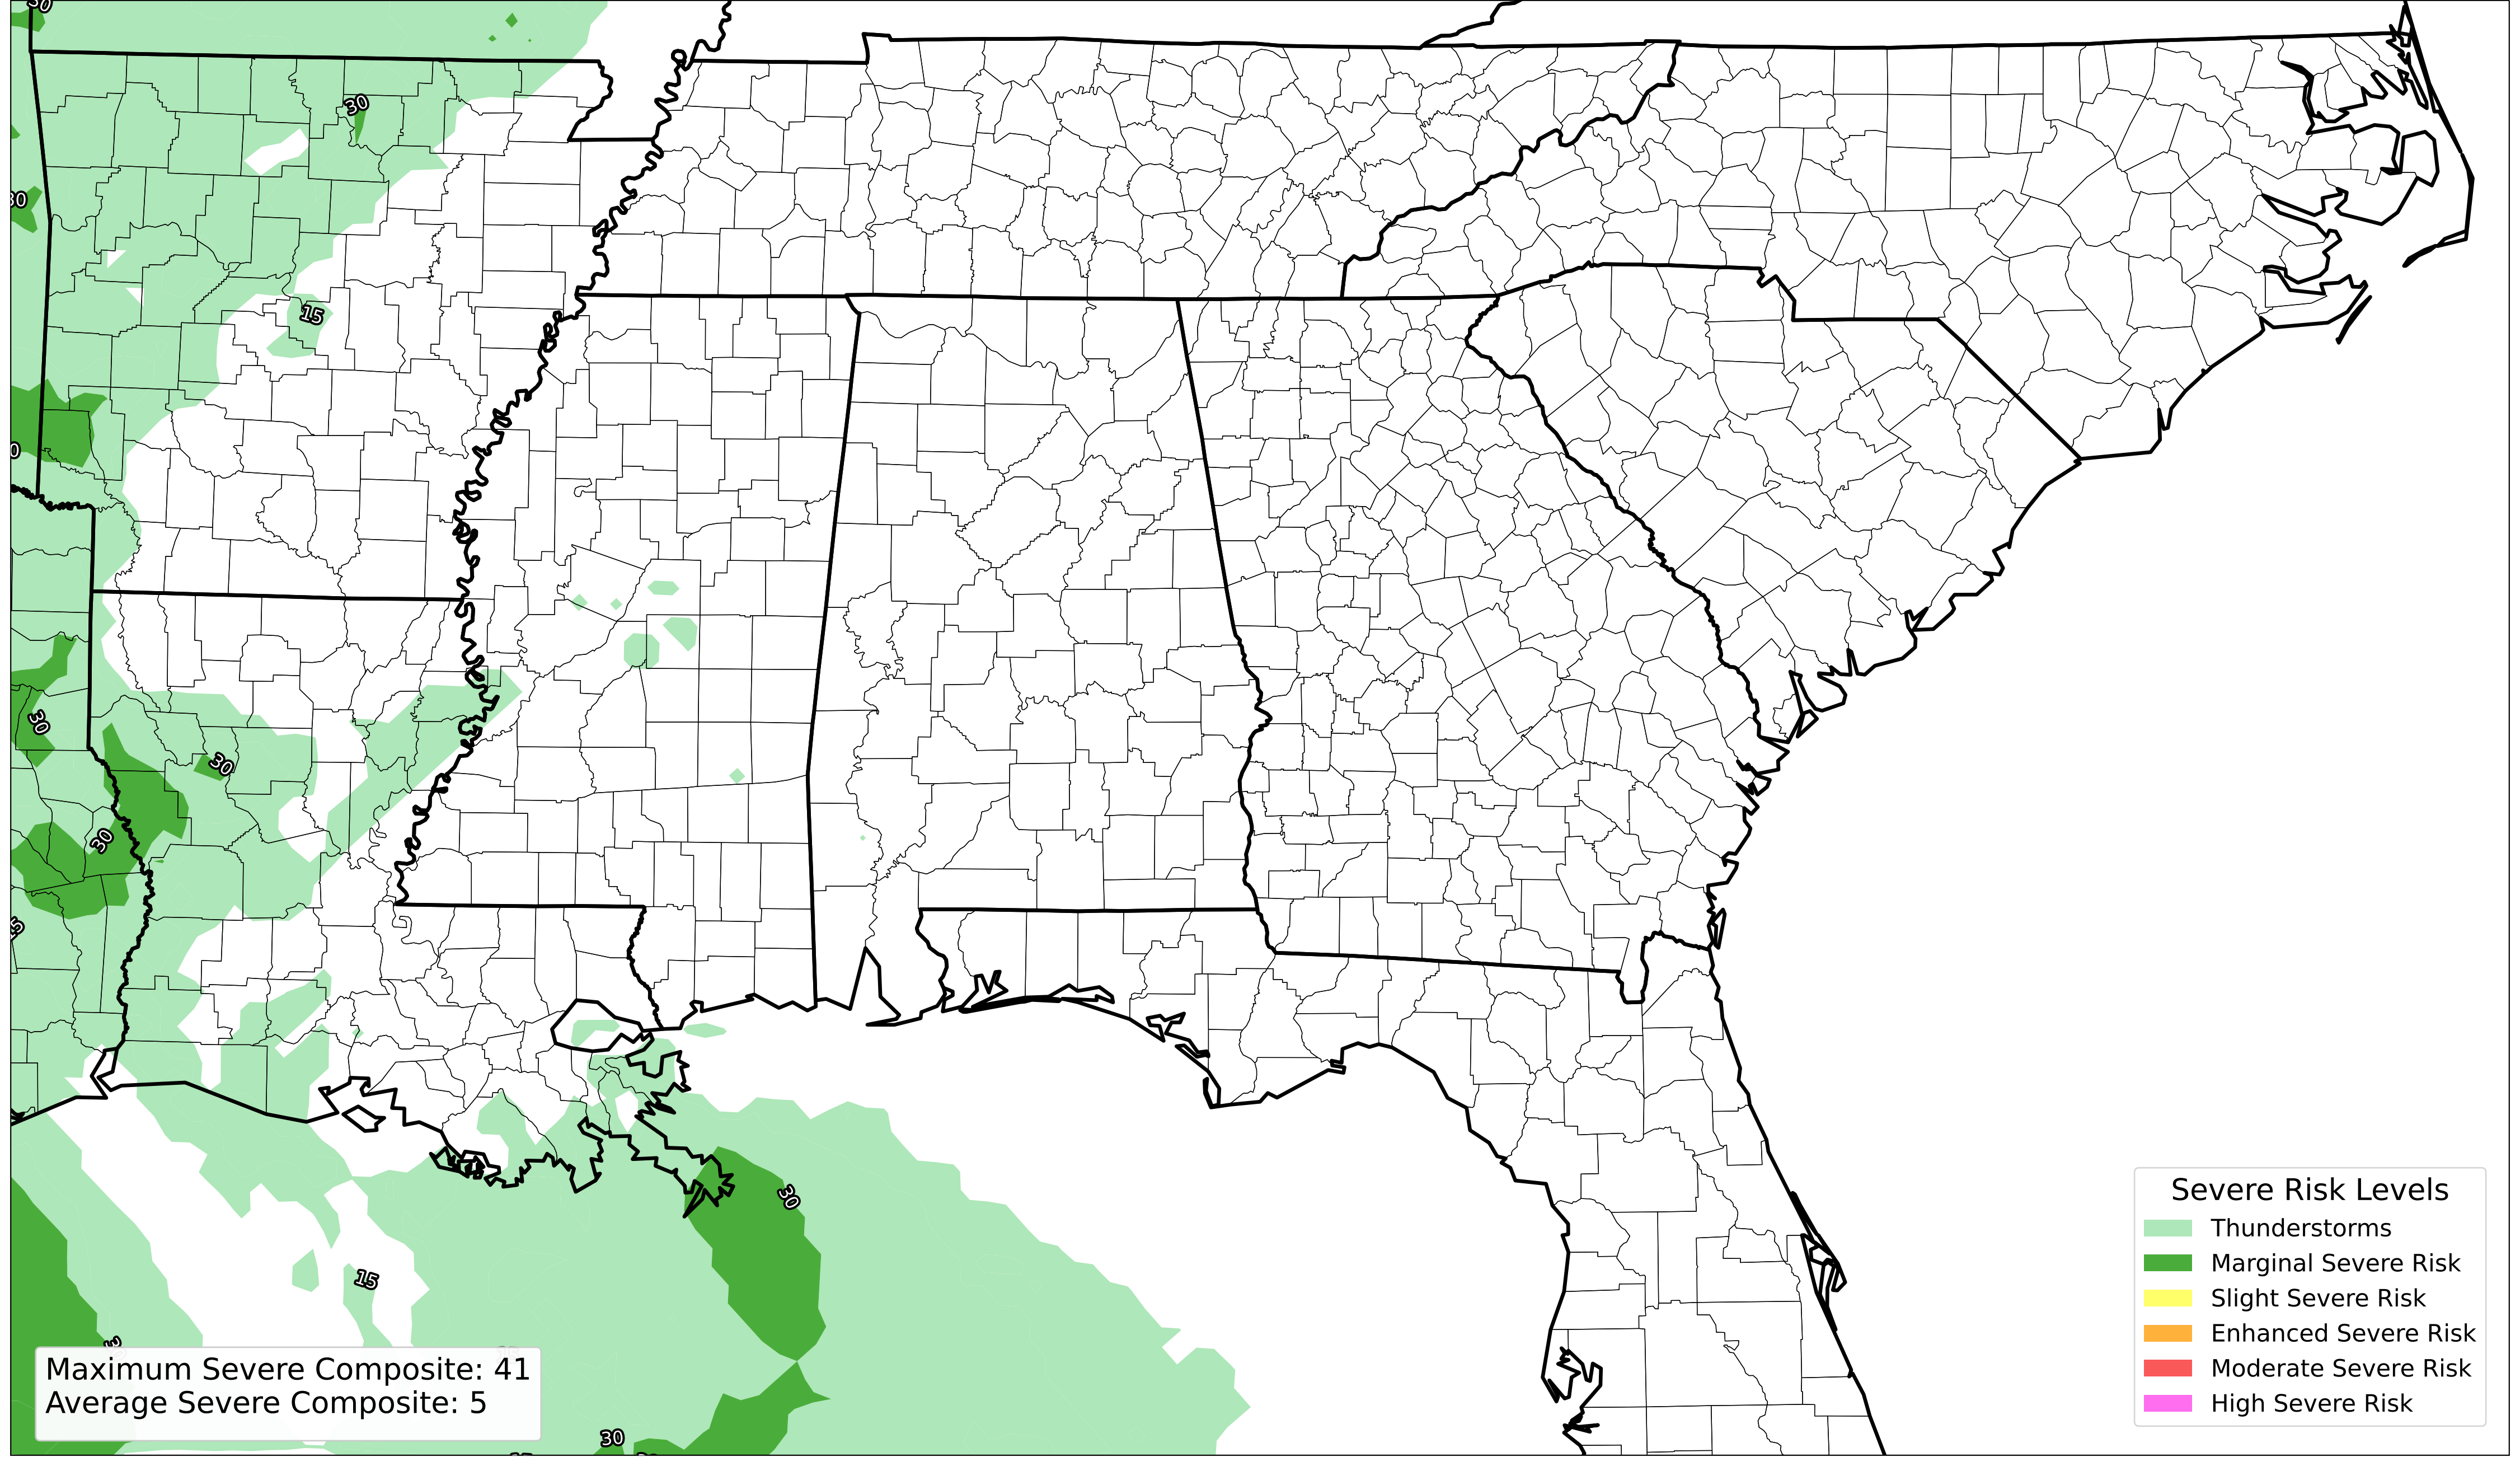 30
30
30
15
30
30
30
30
15
Severe Risk Levels
Thunderstorms
Marginal Severe Risk
Slight Severe Risk
Enhanced Severe Risk
Moderate Severe Risk
High Severe Risk
Maximum Severe Composite: 41
Average Severe Composite: 5
30